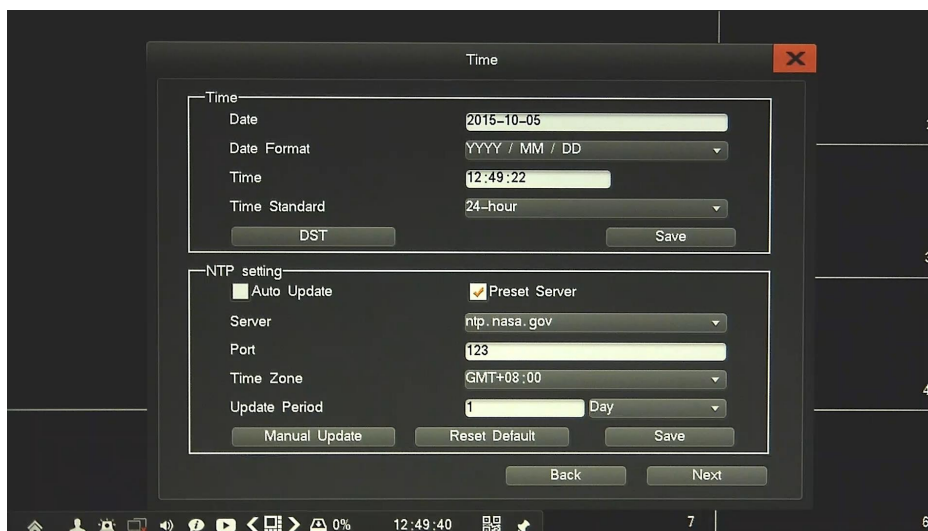 Time
Time
Date 2015-10-05
Date Format YYYY / MM / DD
Time 12:49:22
Time Standard 24-hour
DST Save
NTP setting
Auto Update Preset Server
Server ntp.nasa.gov
Port 123
Time Zone GMT+08:00
Update Period 1 Day
Manual Update Reset Default Save
Back Next
0% 12:49:40 7